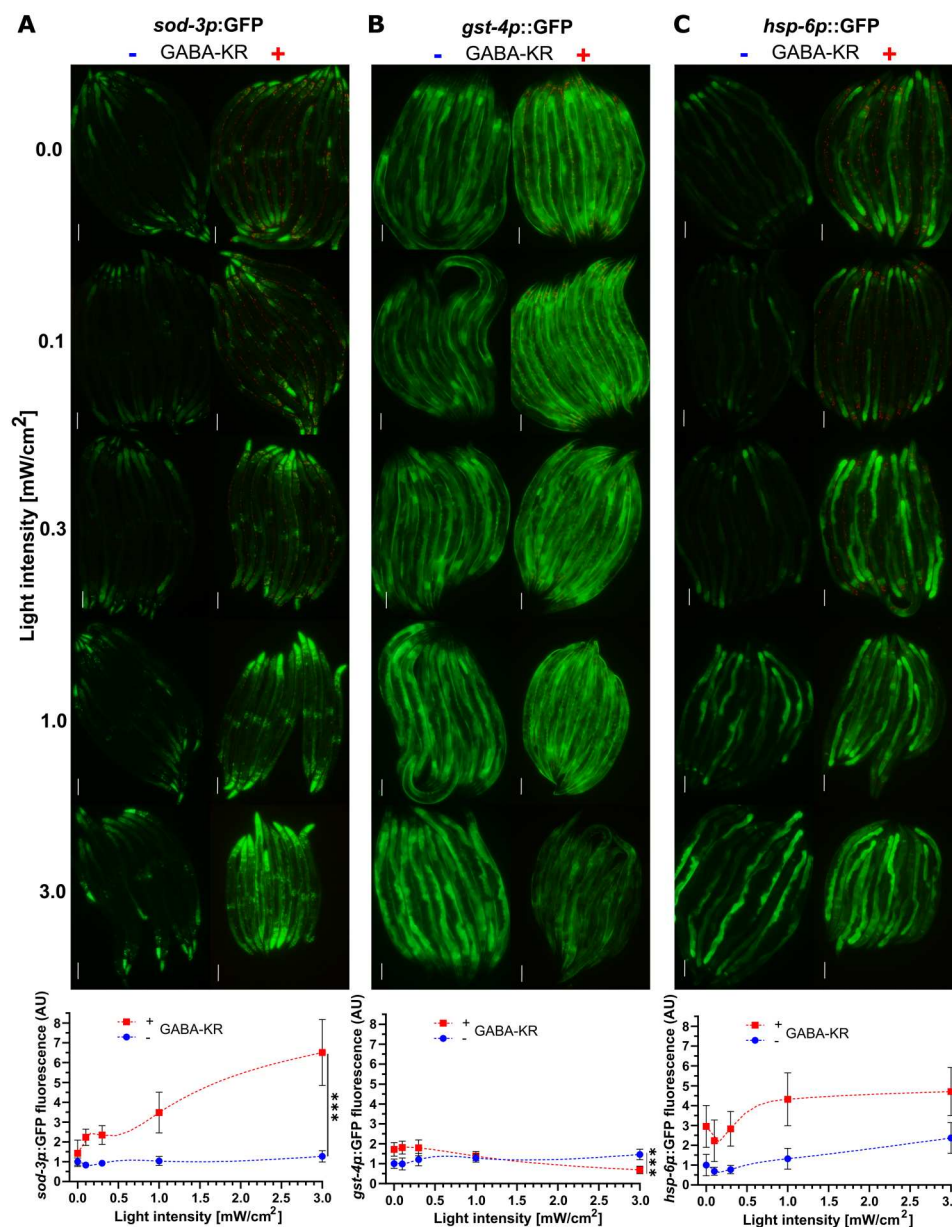 A sod-3p:GFP
- GABA-KR +
B gst-4p::GFP
- GABA-KR +
C hsp-6p::GFP
- GABA-KR +
Light intensity [mW/cm²]
0.0
0.1
0.3
1.0
3.0
sod-3p:GFP fluorescence (AU)
8
7
6
5
4
3
2
1
0
+
- GABA-KR
***
0.0 0.5 1.0 1.5 2.0 2.5 3.0
Light intensity [mW/cm²]
gst-4p:GFP fluorescence (AU)
8
7
6
5
4
3
2
1
0
+
- GABA-KR
***
0.0 0.5 1.0 1.5 2.0 2.5 3.0
Light intensity [mW/cm²]
hsp-6p:GFP fluorescence (AU)
8
7
6
5
4
3
2
1
0
+
- GABA-KR
0.0 0.5 1.0 1.5 2.0 2.5 3.0
Light intensity [mW/cm²]